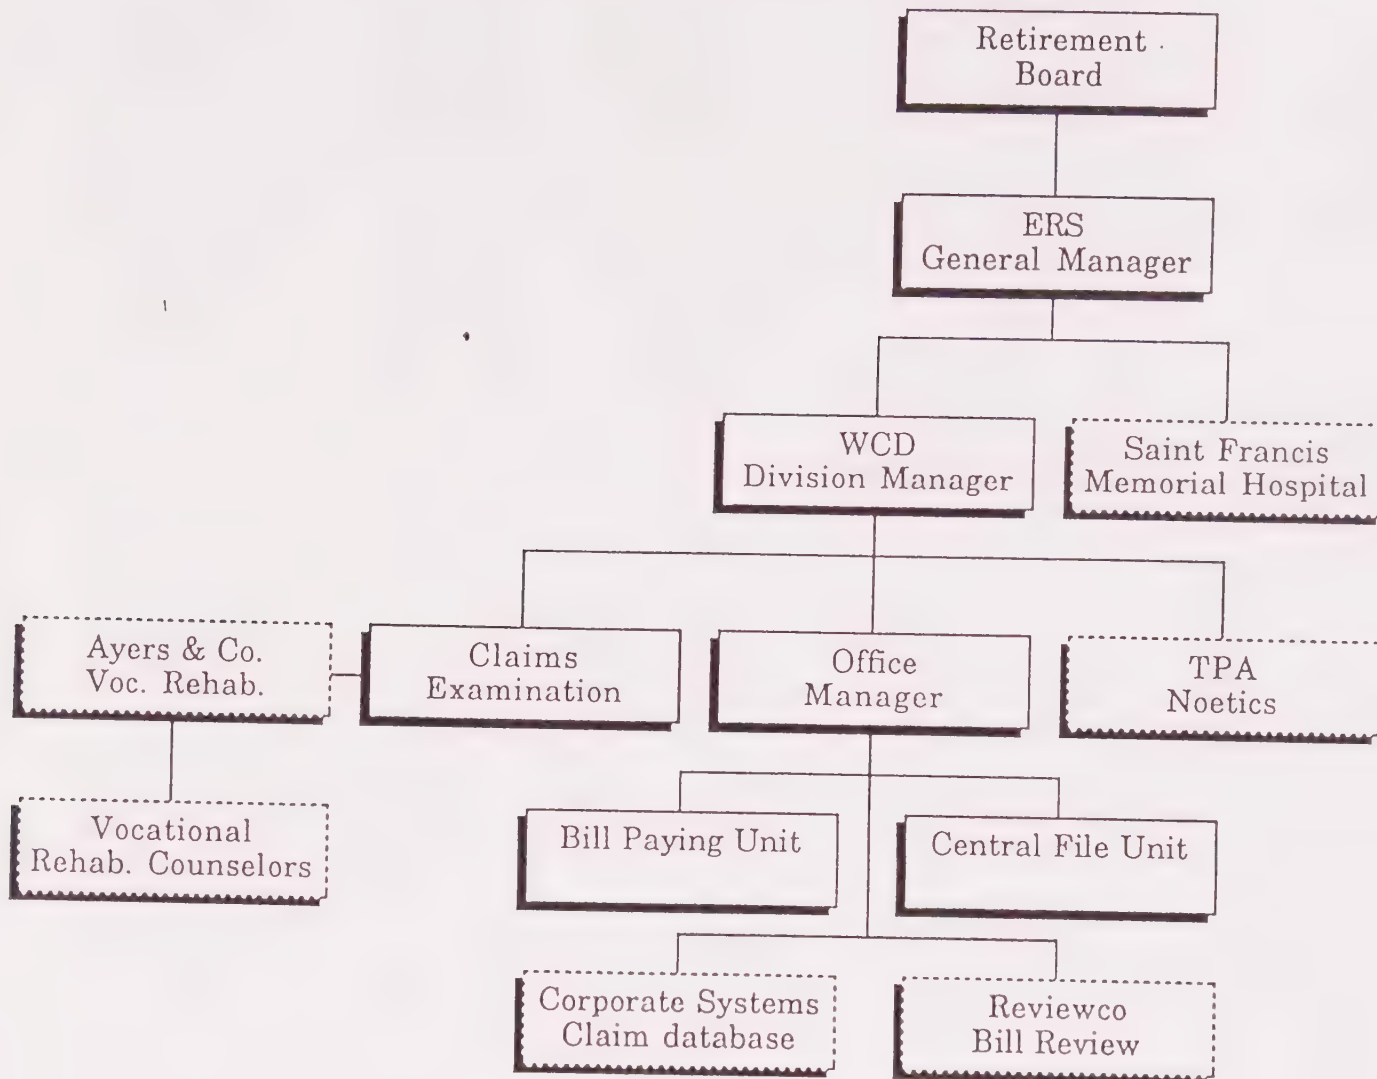 Retirement
Board
ERS
General Manager
WCD
Division Manager
Saint Francis
Memorial Hospital
Ayers & Co.
Voc. Rehab.
Claims
Examination
Office
Manager
TPA
Noetics
Vocational
Rehab. Counselors
Bill Paying Unit
Central File Unit
Corporate Systems
Claim database
Reviewco
Bill Review